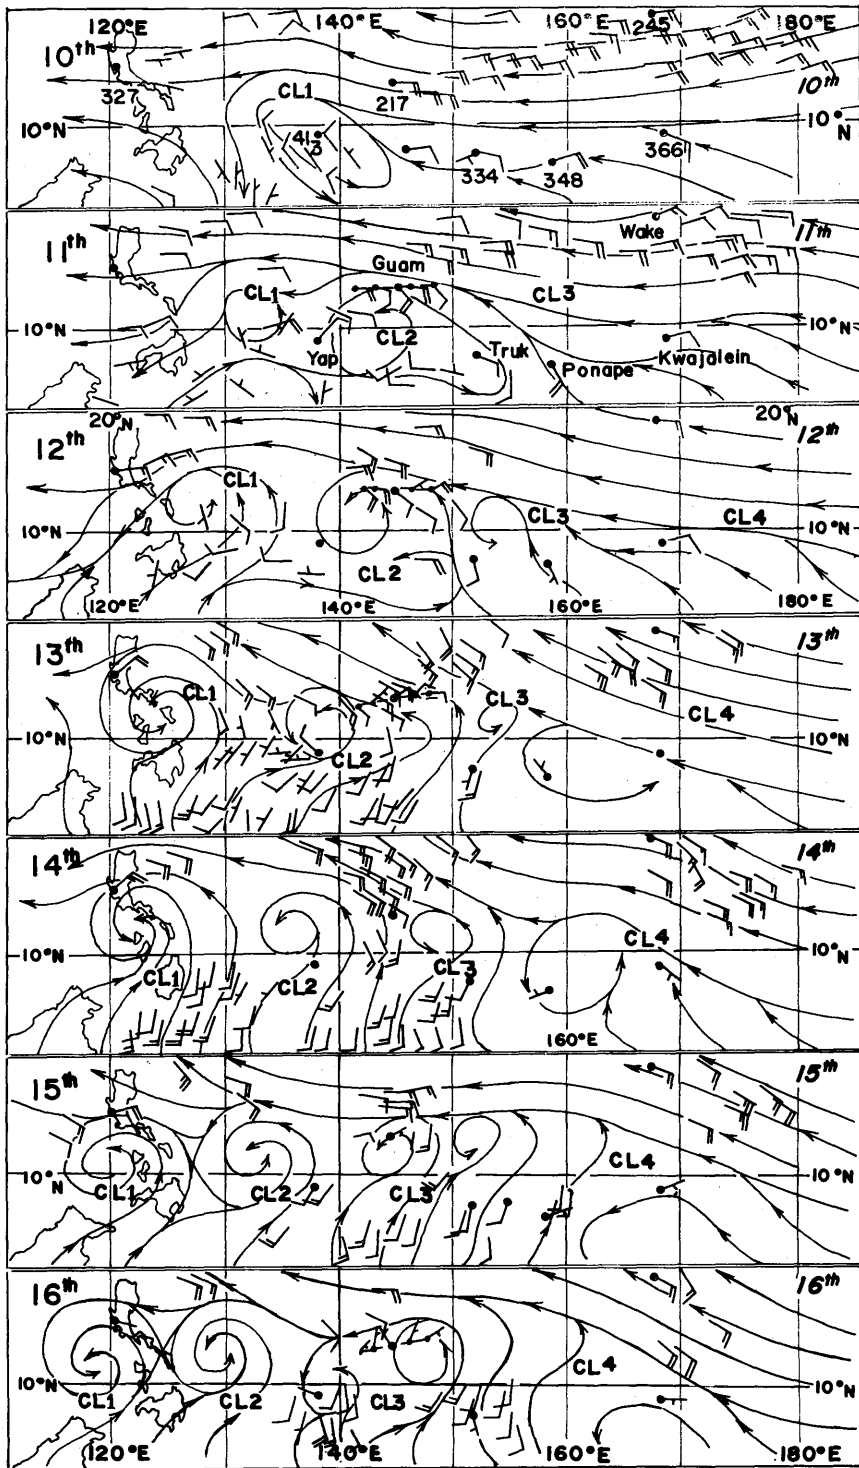 120°E 140°E 160°E 245 180°E
10th 10th
327 CL1 217
10°N 413 10°N
334 348 366
11th Wake 11th
Guam
CL1 CL3
10°N CL2 10°N
Yap Truk Ponape Kwajalein
20°N 20°N
12th 12th
CL1
10°N CL3 CL4 10°N
CL2
120°E 140°E 160°E 180°E
13th 13th
CL1 CL3 CL4
10°N CL2 10°N
14th 14th
10°N CL4 10°N
CL1 CL2 CL3
160°E
15th 15th
CL4
10°N 10°N
CL1 CL2 CL3
16th 16th
CL4
10°N 10°N
CL1 CL2 CL3
120°E 140°E 160°E 180°E